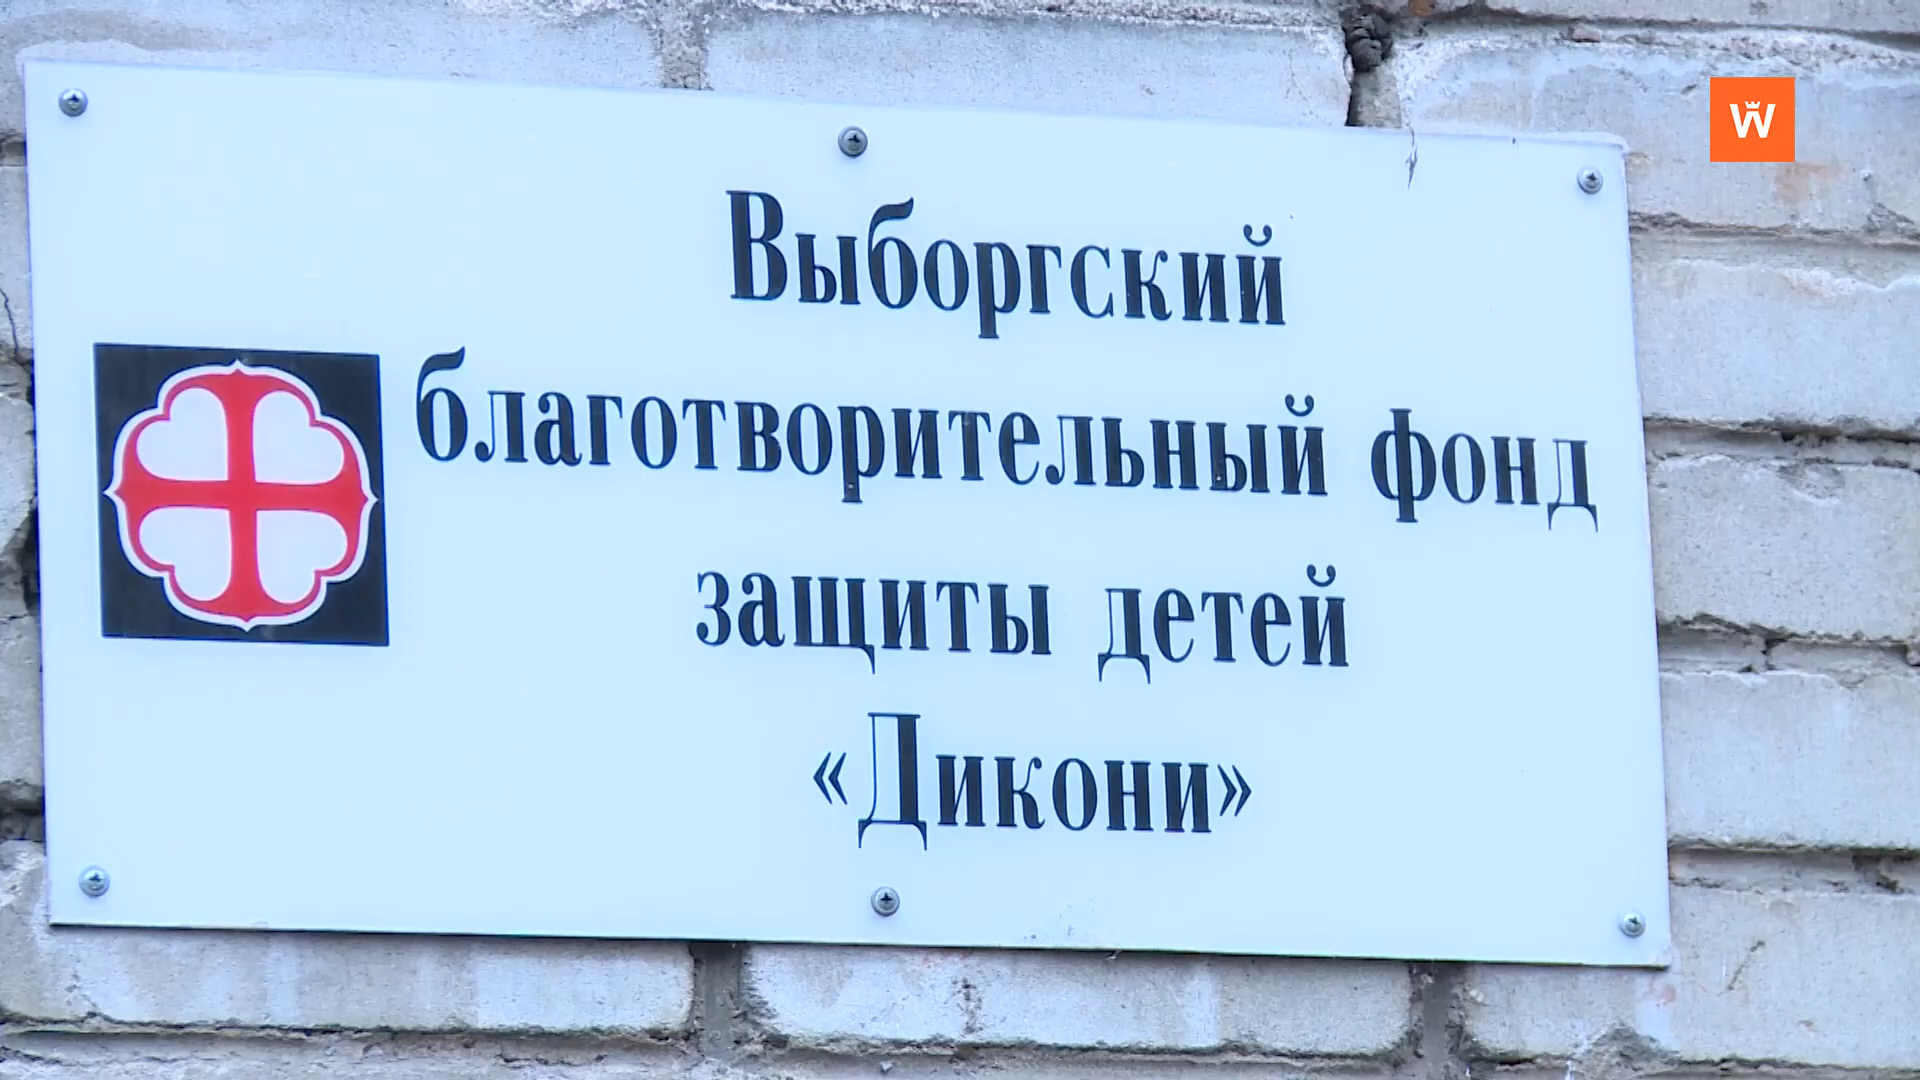 Выборгский
благотворительный фонд
защиты детей
«Дикони»
W